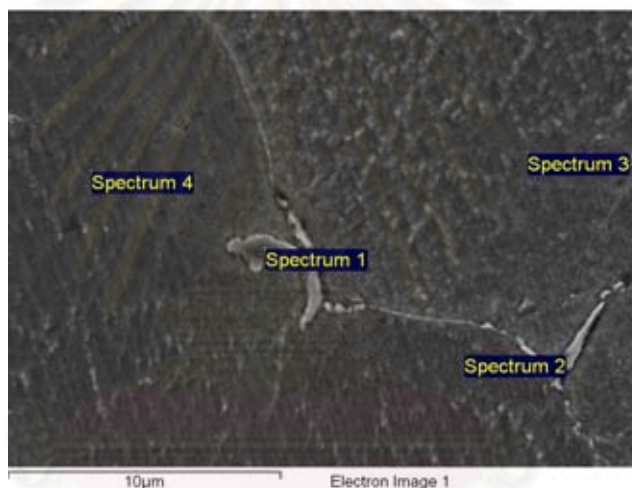 Spectrum 4
Spectrum 3
Spectrum 1
Spectrum 2
10µm
Electron Image 1